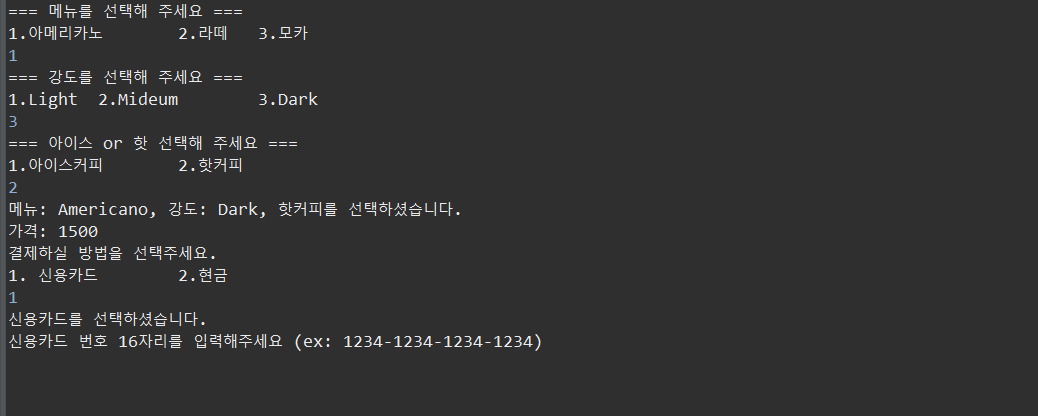 === 메뉴를 선택해 주세요 ===
1.아메리카노 2.라떼 3.모카
1
=== 강도를 선택해 주세요 ===
1.Light 2.Mideum 3.Dark
3
=== 아이스 or 핫 선택해 주세요 ===
1.아이스커피 2.핫커피
2
메뉴: Americano, 강도: Dark, 핫커피를 선택하셨습니다.
가격: 1500
결제하실 방법을 선택주세요.
1. 신용카드 2.현금
1
신용카드를 선택하셨습니다.
신용카드 번호 16자리를 입력해주세요 (ex: 1234-1234-1234-1234)